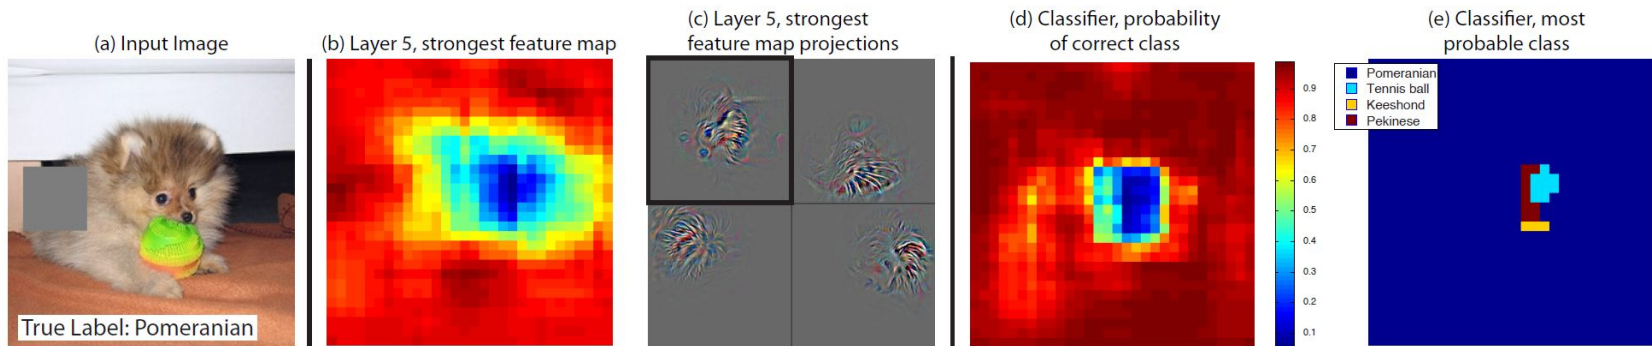 (a) Input Image
True Label: Pomeranian
(b) Layer 5, strongest feature map
(c) Layer 5, strongest
feature map projections
(d) Classifier, probability
of correct class
0.9
0.8
0.7
0.6
0.5
0.4
0.3
0.2
0.1
(e) Classifier, most
probable class
Pomeranian
Tennis ball
Keeshond
Pekinese